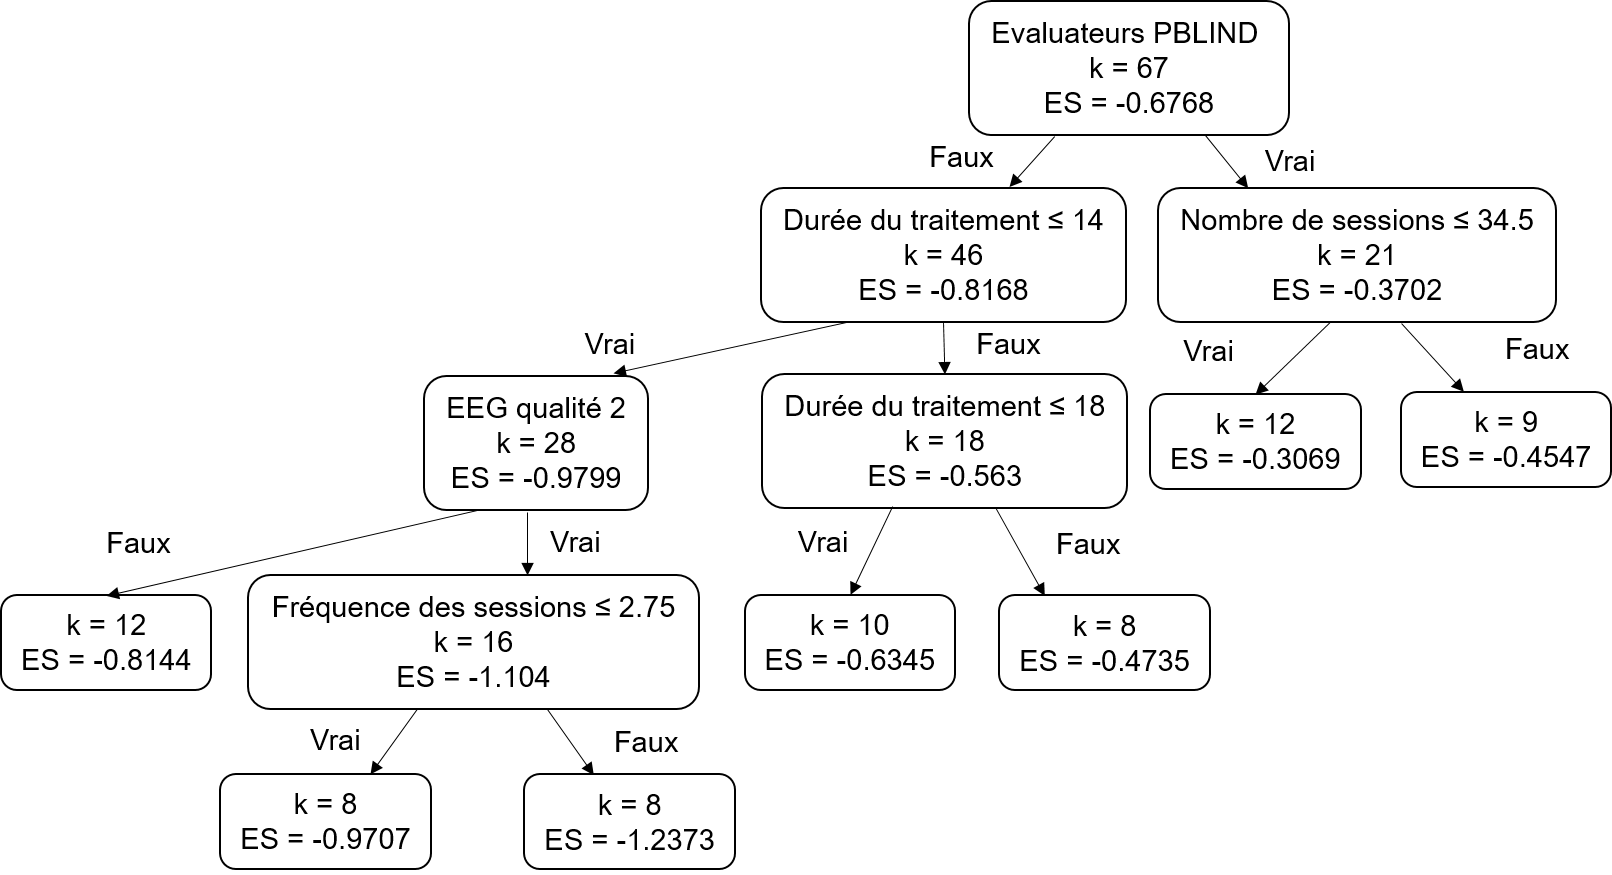 Evaluateurs PBLIND
k = 67
ES = -0.6768
Faux
Vrai
Durée du traitement ≤ 14
k = 46
ES = -0.8168
Nombre de sessions ≤ 34.5
k = 21
ES = -0.3702
Vrai
Faux
Vrai
Faux
EEG qualité 2
k = 28
ES = -0.9799
Durée du traitement ≤ 18
k = 18
ES = -0.563
k = 12
ES = -0.3069
k = 9
ES = -0.4547
Faux
Vrai
Vrai
Faux
k = 12
ES = -0.8144
Fréquence des sessions ≤ 2.75
k = 16
ES = -1.104
k = 10
ES = -0.6345
k = 8
ES = -0.4735
Vrai
Faux
k = 8
ES = -0.9707
k = 8
ES = -1.2373